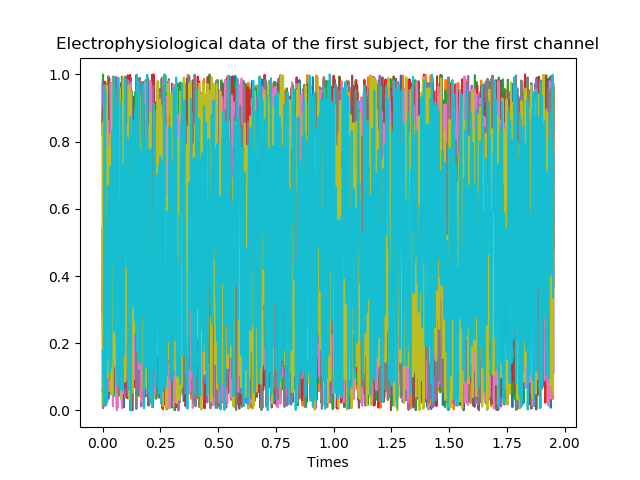 Electrophysiological data of the first subject, for the first channel
1.0
0.8
0.6
0.4
0.2
0.0
0.00 0.25 0.50 0.75 1.00 1.25 1.50 1.75 2.00
Times